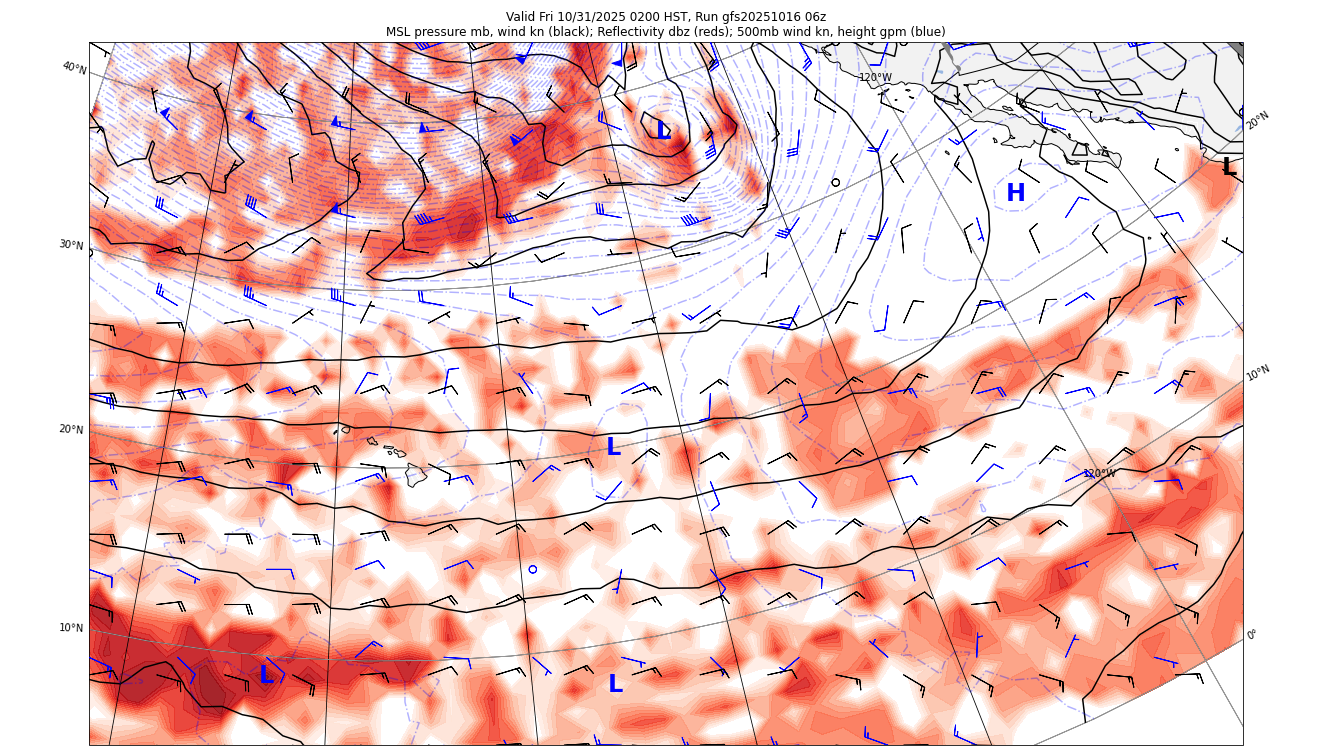 Valid Fri 10/31/2025 0200 HST, Run gfs20251016 06z
MSL pressure mb, wind kn (black); Reflectivity dbz (reds); 500mb wind kn, height gpm (blue)
40°N
120°W
20°N
L
L
H
30°N
10°N
20°N
L
120°W
10°N
0°
L
L